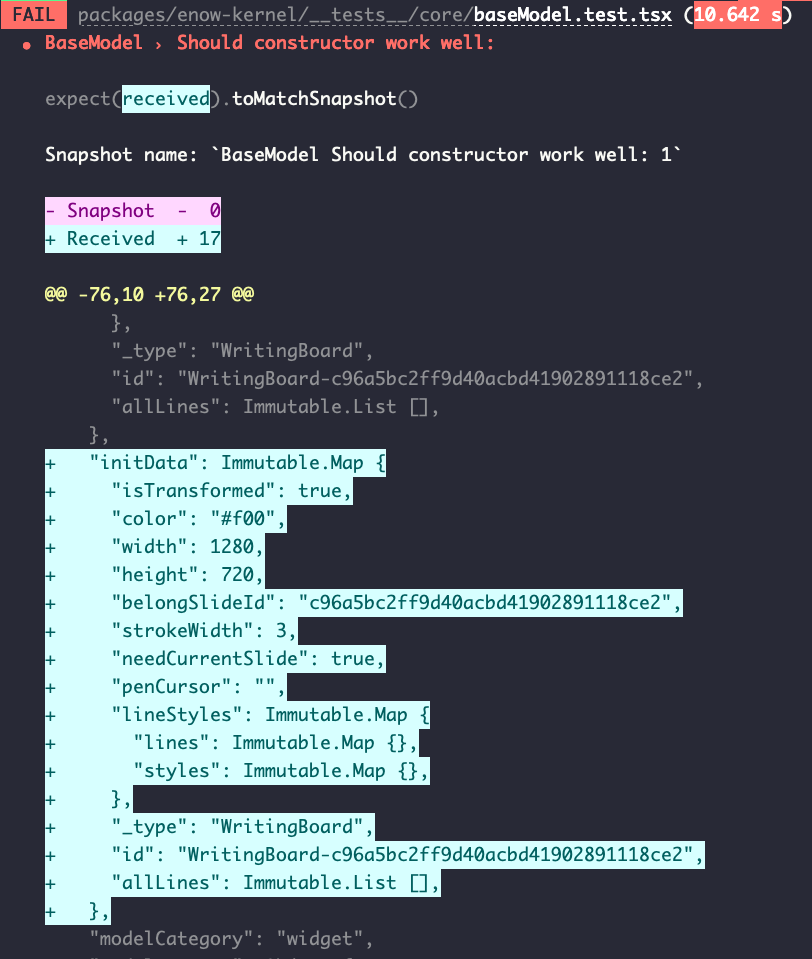 FAIL packages/enow-kernel/__tests__/core/baseModel.test.tsx (10.642 s)
● BaseModel › Should constructor work well:
expect(received).toMatchSnapshot()
Snapshot name: `BaseModel Should constructor work well: 1`
- Snapshot - 0
+ Received + 17
@@ -76,10 +76,27 @@
},
"_type": "WritingBoard",
"id": "WritingBoard-c96a5bc2ff9d40acbd41902891118ce2",
"allLines": Immutable.List [],
},
+ "initData": Immutable.Map {
+ "isTransformed": true,
+ "color": "#f00",
+ "width": 1280,
+ "height": 720,
+ "belongSlideId": "c96a5bc2ff9d40acbd41902891118ce2",
+ "strokeWidth": 3,
+ "needCurrentSlide": true,
+ "penCursor": "",
+ "lineStyles": Immutable.Map {
+ "lines": Immutable.Map {},
+ "styles": Immutable.Map {},
+ },
+ "_type": "WritingBoard",
+ "id": "WritingBoard-c96a5bc2ff9d40acbd41902891118ce2",
+ "allLines": Immutable.List [],
+ },
"modelCategory": "widget",